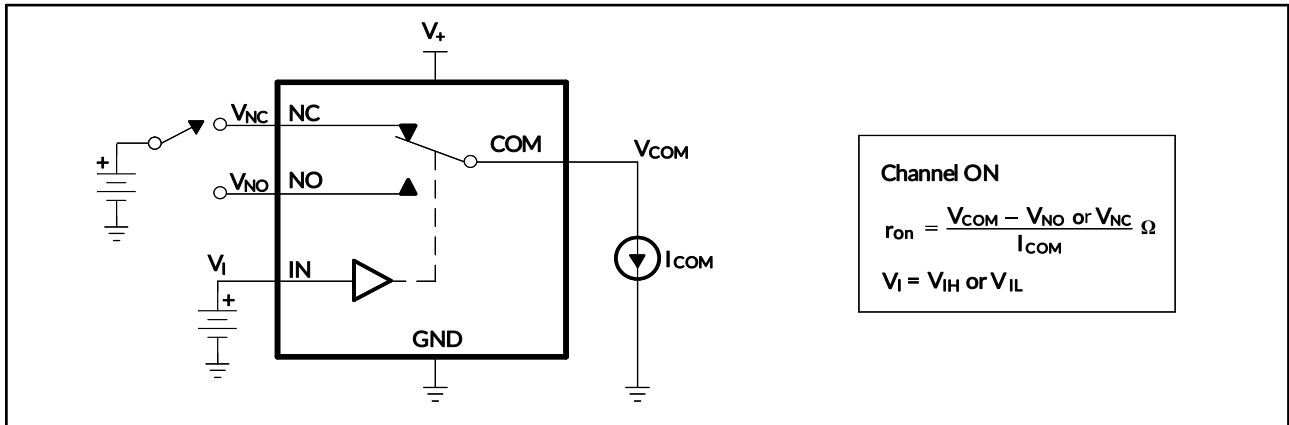 V+
VNC NC
COM
VCOM
+
VNO NO
VI IN
+
ICOM
GND
Channel ON
ron = VCOM – VNO or VNC / ICOM Ω
VI = VIH or VIL